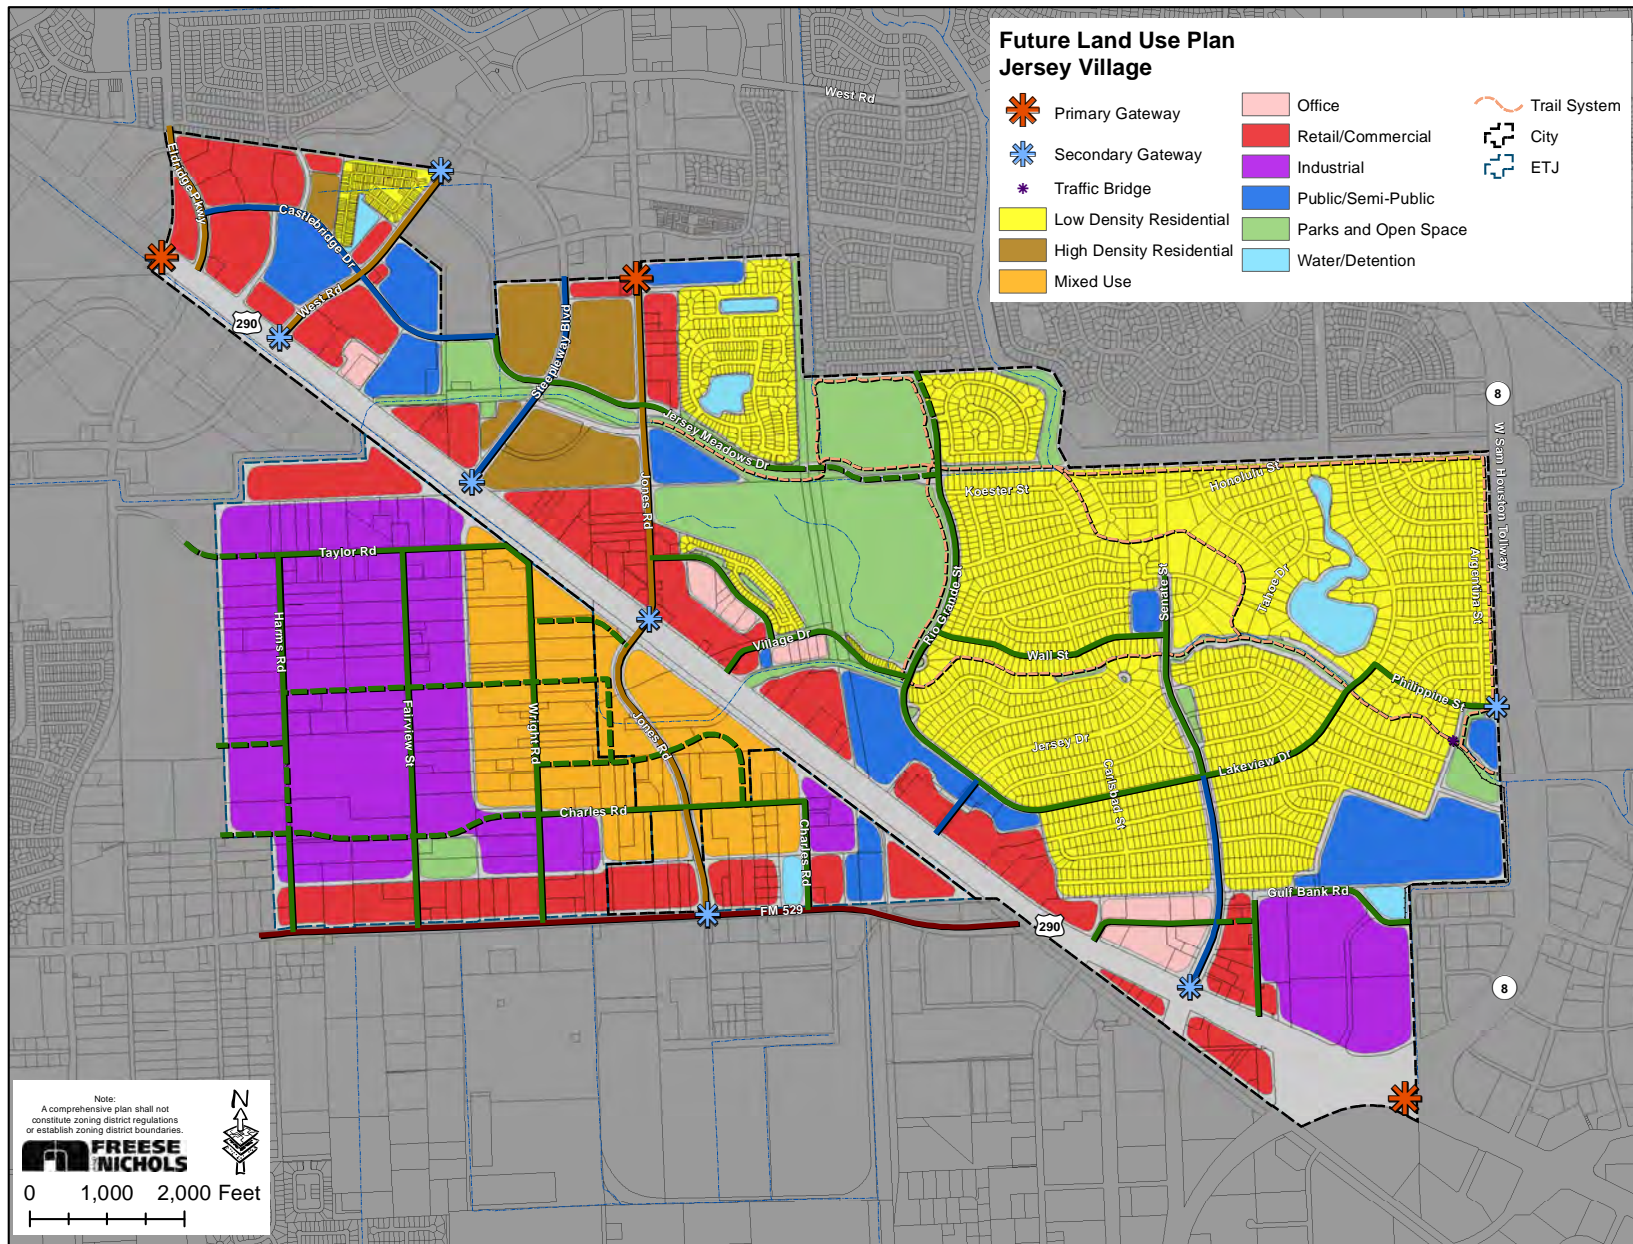 Future Land Use Plan
Jersey Village
Primary Gateway
Secondary Gateway
Traffic Bridge
Low Density Residential
High Density Residential
Mixed Use
Office
Retail/Commercial
Industrial
Public/Semi-Public
Parks and Open Space
Water/Detention
Trail System
City
ETJ
West Rd
Eldridge Pkwy
Castlebridge Dr
West Rd
290
Steepleway Blvd
Jersey Meadows Dr
Jones Rd
8
W Sam Houston Tollway
Honolulu St
Koester St
Argentina St
Tahoe Dr
Senate St
Rio Grande St
Taylor Rd
Harms Rd
Village Dr
Wall St
Philippine St
Fairview St
Wright Rd
Jones Rd
Jersey Dr
Lakeview Dr
Carlsbad St
Charles Rd
Charles Rd
Gulf Bank Rd
FM 529
290
8
Note:
A comprehensive plan shall not
constitute zoning district regulations
or establish zoning district boundaries.
FREESE
NICHOLS
N
0 1,000 2,000 Feet